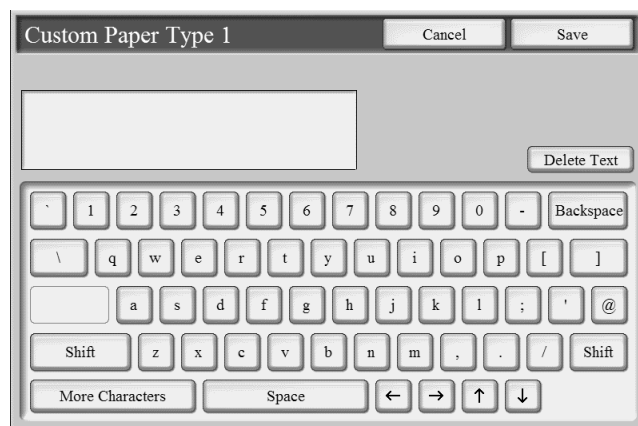 Custom Paper Type 1 Cancel Save
Delete Text
` 1 2 3 4 5 6 7 8 9 0 - Backspace
\ q w e r t y u i o p [ ]
a s d f g h j k l ; ' @
Shift z x c v b n m , . / Shift
More Characters Space ← → ↑ ↓